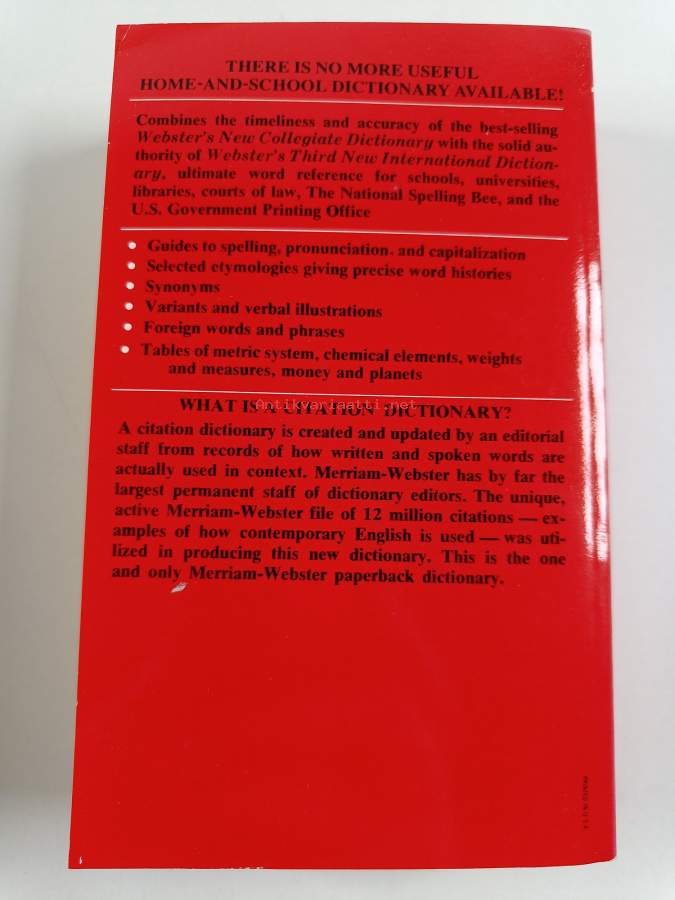 THERE IS NO MORE USEFUL
HOME-AND-SCHOOL DICTIONARY AVAILABLE!
Combines the timeliness and accuracy of the best-selling
Webster's New Collegiate Dictionary with the solid au-
thority of Webster's Third New International Diction-
ary, ultimate word reference for schools, universities,
libraries, courts of law, The National Spelling Bee, and the
U.S. Government Printing Office
• Guides to spelling, pronunciation, and capitalization
• Selected etymologies giving precise word histories
• Synonyms
• Variants and verbal illustrations
• Foreign words and phrases
• Tables of metric system, chemical elements, weights
and measures, money and planets
WHAT IS A CITATION DICTIONARY?
Antikvariaatti.net
A citation dictionary is created and updated by an editorial
staff from records of how written and spoken words are
actually used in context. Merriam-Webster has by far the
largest permanent staff of dictionary editors. The unique,
active Merriam-Webster file of 12 million citations — ex-
amples of how contemporary English is used — was uti-
lized in producing this new dictionary. This is the one
and only Merriam-Webster paperback dictionary.
PRINTED IN U.S.A.